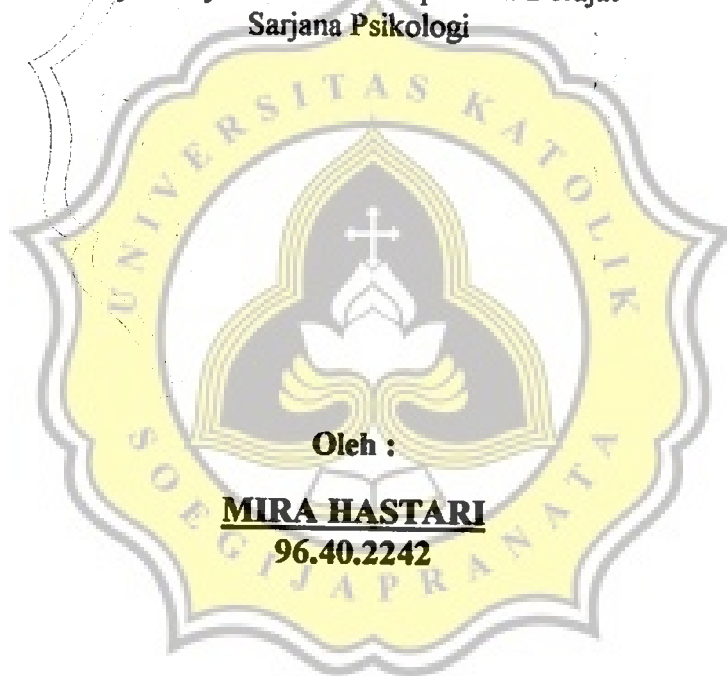 Sarjana Psikologi
UNIVERSITAS KATOLIK
SOEGIJAPRANATA
Oleh :
MIRA HASTARI
96.40.2242